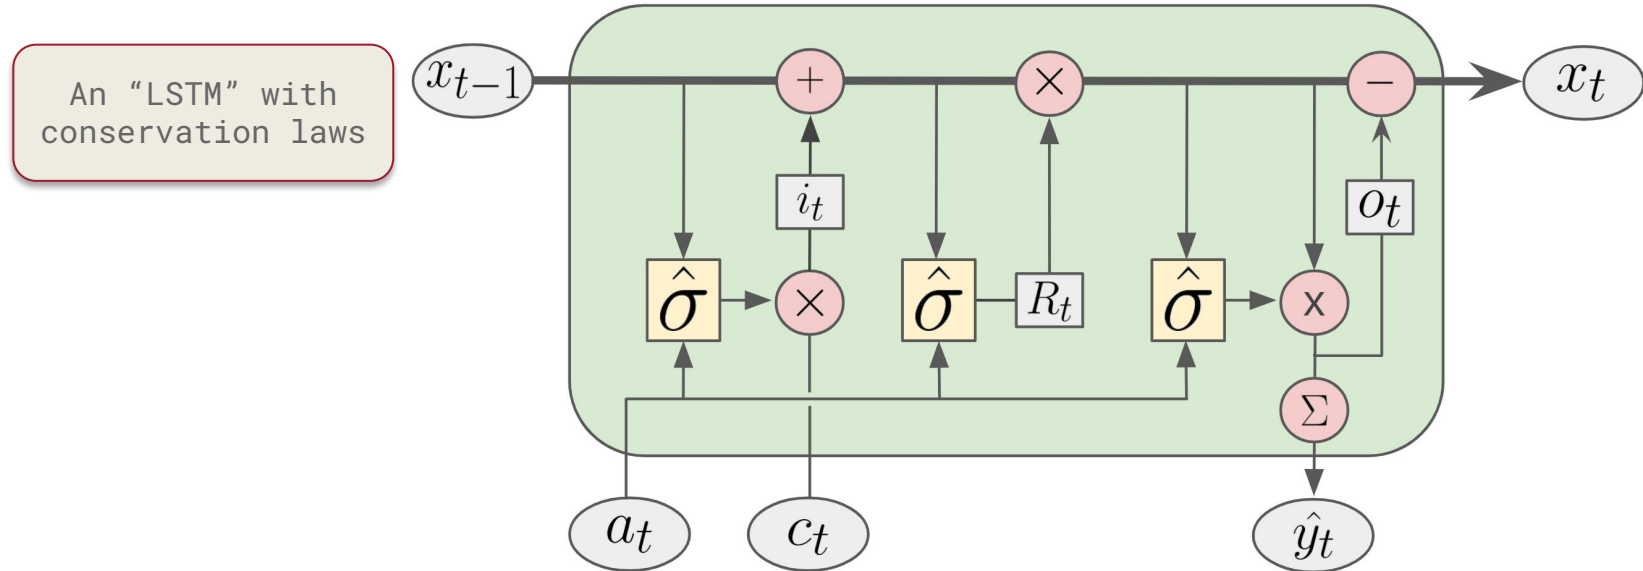 An “LSTM” with
conservation laws
x_{t−1}
+
×
−
x_t
i_t
o_t
σ̂
×
σ̂
R_t
σ̂
x
Σ
a_t
c_t
ŷ_t